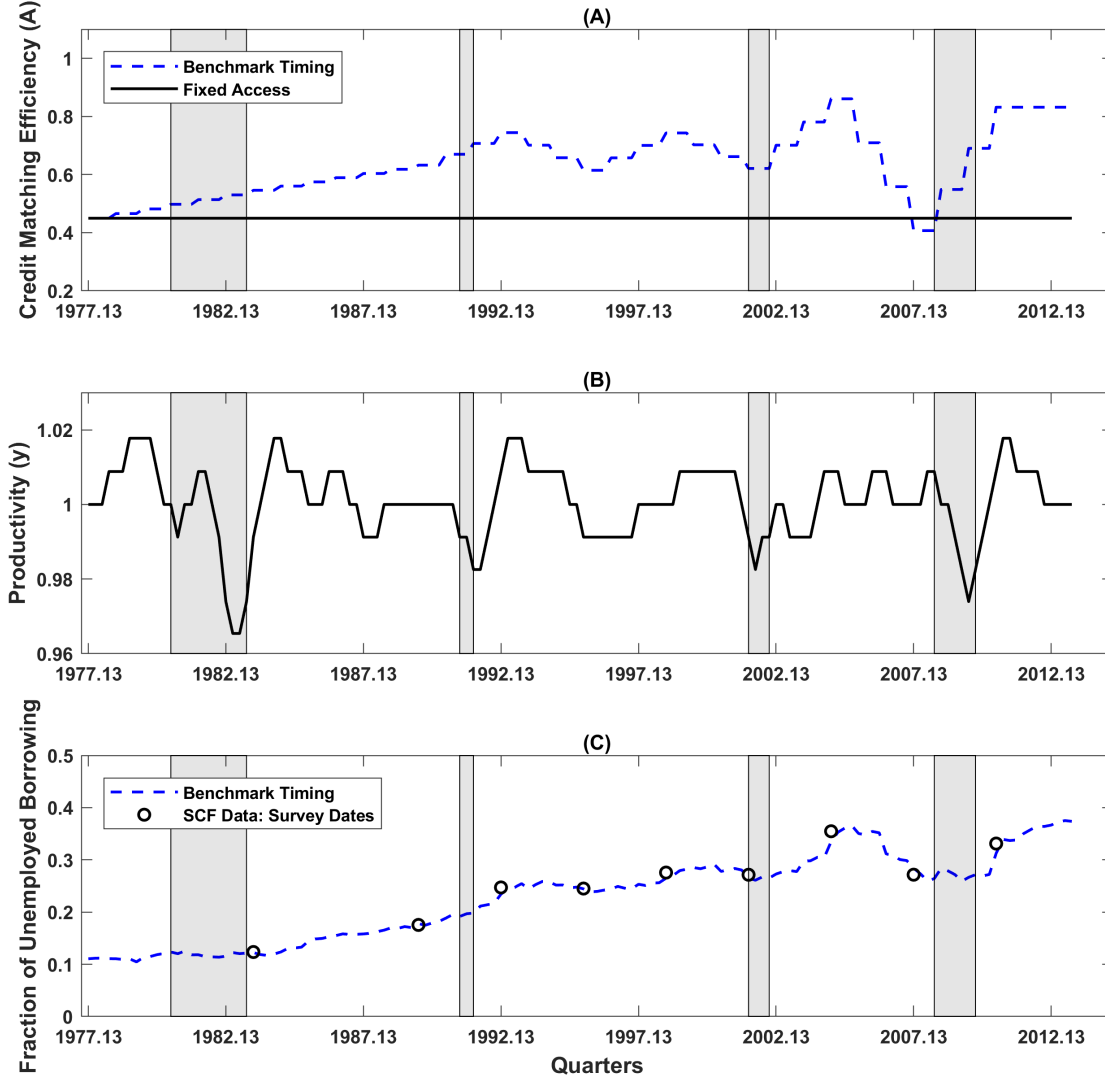 (A)
Credit Matching Efficiency (A)
1
0.8
0.6
0.4
0.2
Benchmark Timing
Fixed Access
1977.13 1982.13 1987.13 1992.13 1997.13 2002.13 2007.13 2012.13
(B)
Productivity (y)
1.02
1
0.98
0.96
1977.13 1982.13 1987.13 1992.13 1997.13 2002.13 2007.13 2012.13
(C)
Fraction of Unemployed Borrowing
0.5
0.4
0.3
0.2
0.1
0
Benchmark Timing
SCF Data: Survey Dates
1977.13 1982.13 1987.13 1992.13 1997.13 2002.13 2007.13 2012.13
Quarters